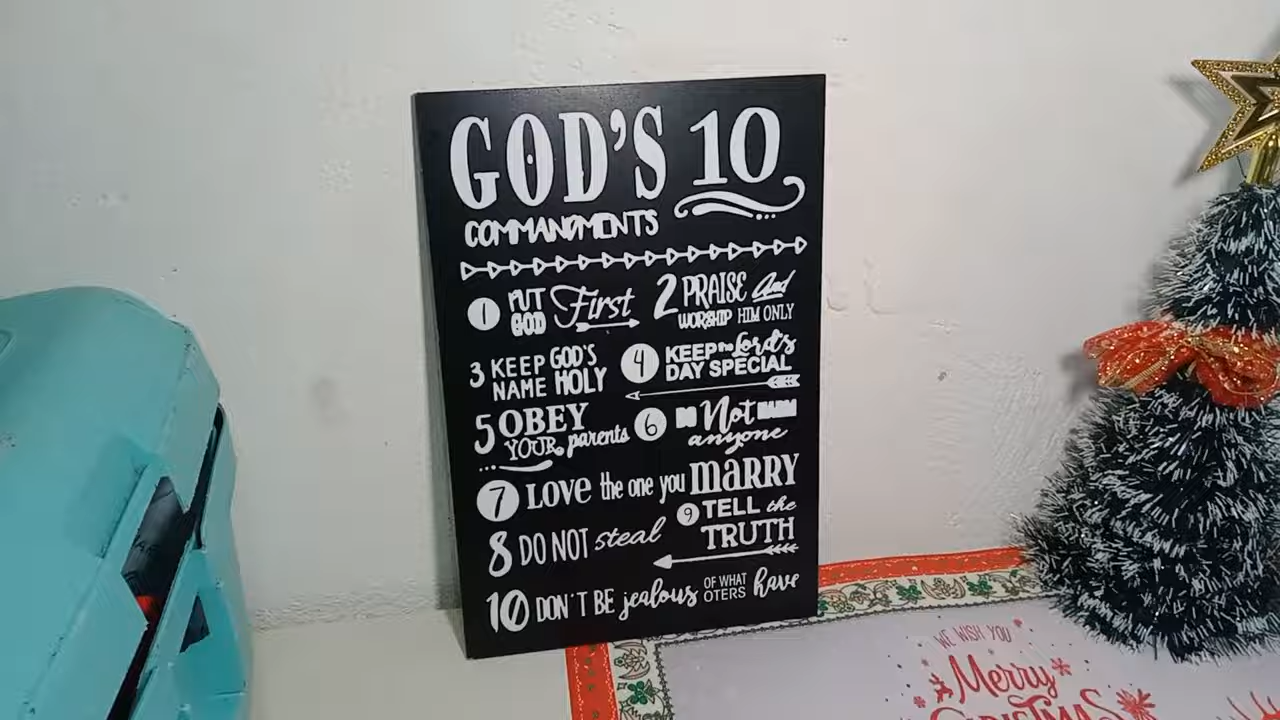 GOD'S 10
COMMANDMENTS
1 PUT GOD First
2 PRAISE And WORSHIP HIM ONLY
3 KEEP GOD'S NAME HOLY
4 KEEP the Lord's DAY SPECIAL
5 OBEY YOUR parents
6 DO Not HARM anyone
7 LOVE the one you MARRY
8 DO NOT steal
9 TELL the TRUTH
10 DON'T BE jealous OF WHAT OTERS have
WE WISH YOU
Merry
CHRISTMAS